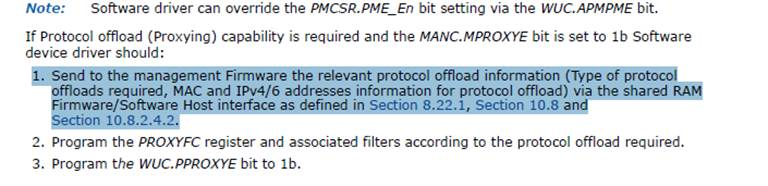 Note: Software driver can override the PMCSR.PME_En bit setting via the WUC.APMPME bit.
If Protocol offload (Proxying) capability is required and the MANC.MPROXYE bit is set to 1b Software
device driver should:
1. Send to the management Firmware the relevant protocol offload information (Type of protocol
offloads required, MAC and IPv4/6 addresses information for protocol offload) via the shared RAM
Firmware/Software Host interface as defined in Section 8.22.1, Section 10.8 and
Section 10.8.2.4.2.
2. Program the PROXYFC register and associated filters according to the protocol offload required.
3. Program the WUC.PPROXYE bit to 1b.